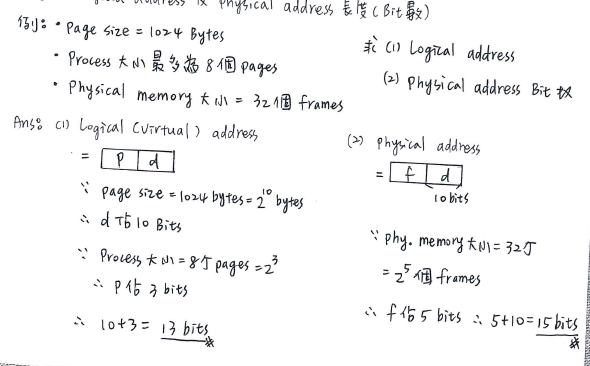 address 及 physical address 長度(Bit數)
例: • Page size = 1024 Bytes
• Process 大小最多為 8個 pages
• Physical memory 大小 = 32個 frames
求 (1) Logical address
(2) Physical address Bit 數
Ans: (1) Logical (virtual) address
= p d
∵ page size = 1024 bytes = 2^10 bytes
∴ d 佔 10 Bits
∵ Process 大小 = 8个 pages = 2^3
∴ P佔 3 bits
∴ 10+3 = 13 bits
(2) physical address
= f d
10 bits
∵ phy. memory 大小 = 32个
= 2^5 個 frames
∴ f 佔 5 bits ∴ 5+10 = 15 bits